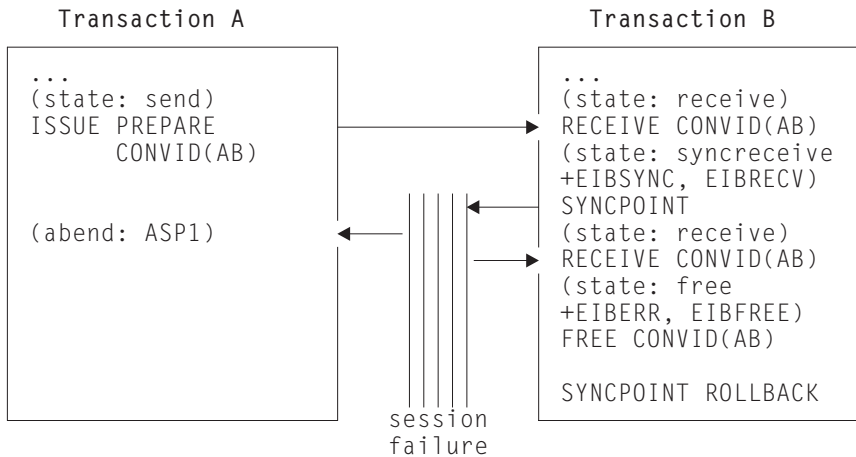 Transaction A
...
(state: send)
ISSUE PREPARE
CONVID(AB)
(abend: ASP1)
session
failure
Transaction B
...
(state: receive)
RECEIVE CONVID(AB)
(state: syncreceive
+EIBSYNC, EIBRECV)
SYNCPOINT
(state: receive)
RECEIVE CONVID(AB)
(state: free
+EIBERR, EIBFREE)
FREE CONVID(AB)
SYNCPOINT ROLLBACK